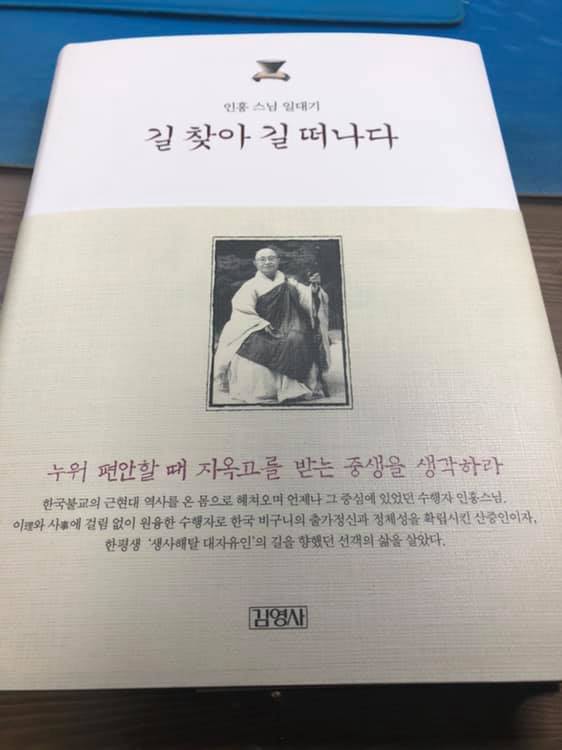 인홍 스님 일대기
길 찾아 길 떠나다
누워 편안할 때 지옥고를 받는 중생을 생각하라
한국불교의 근현대 역사를 온 몸으로 헤쳐오며 언제나 그 중심에 있었던 수행자 인홍스님.
이理와 사事에 걸림 없이 원융한 수행자로 한국 비구니의 출가정신과 정체성을 확립시킨 산증인이자,
한평생 ‘생사해탈 대자유인’의 길을 향했던 선객의 삶을 살았다.
김영사